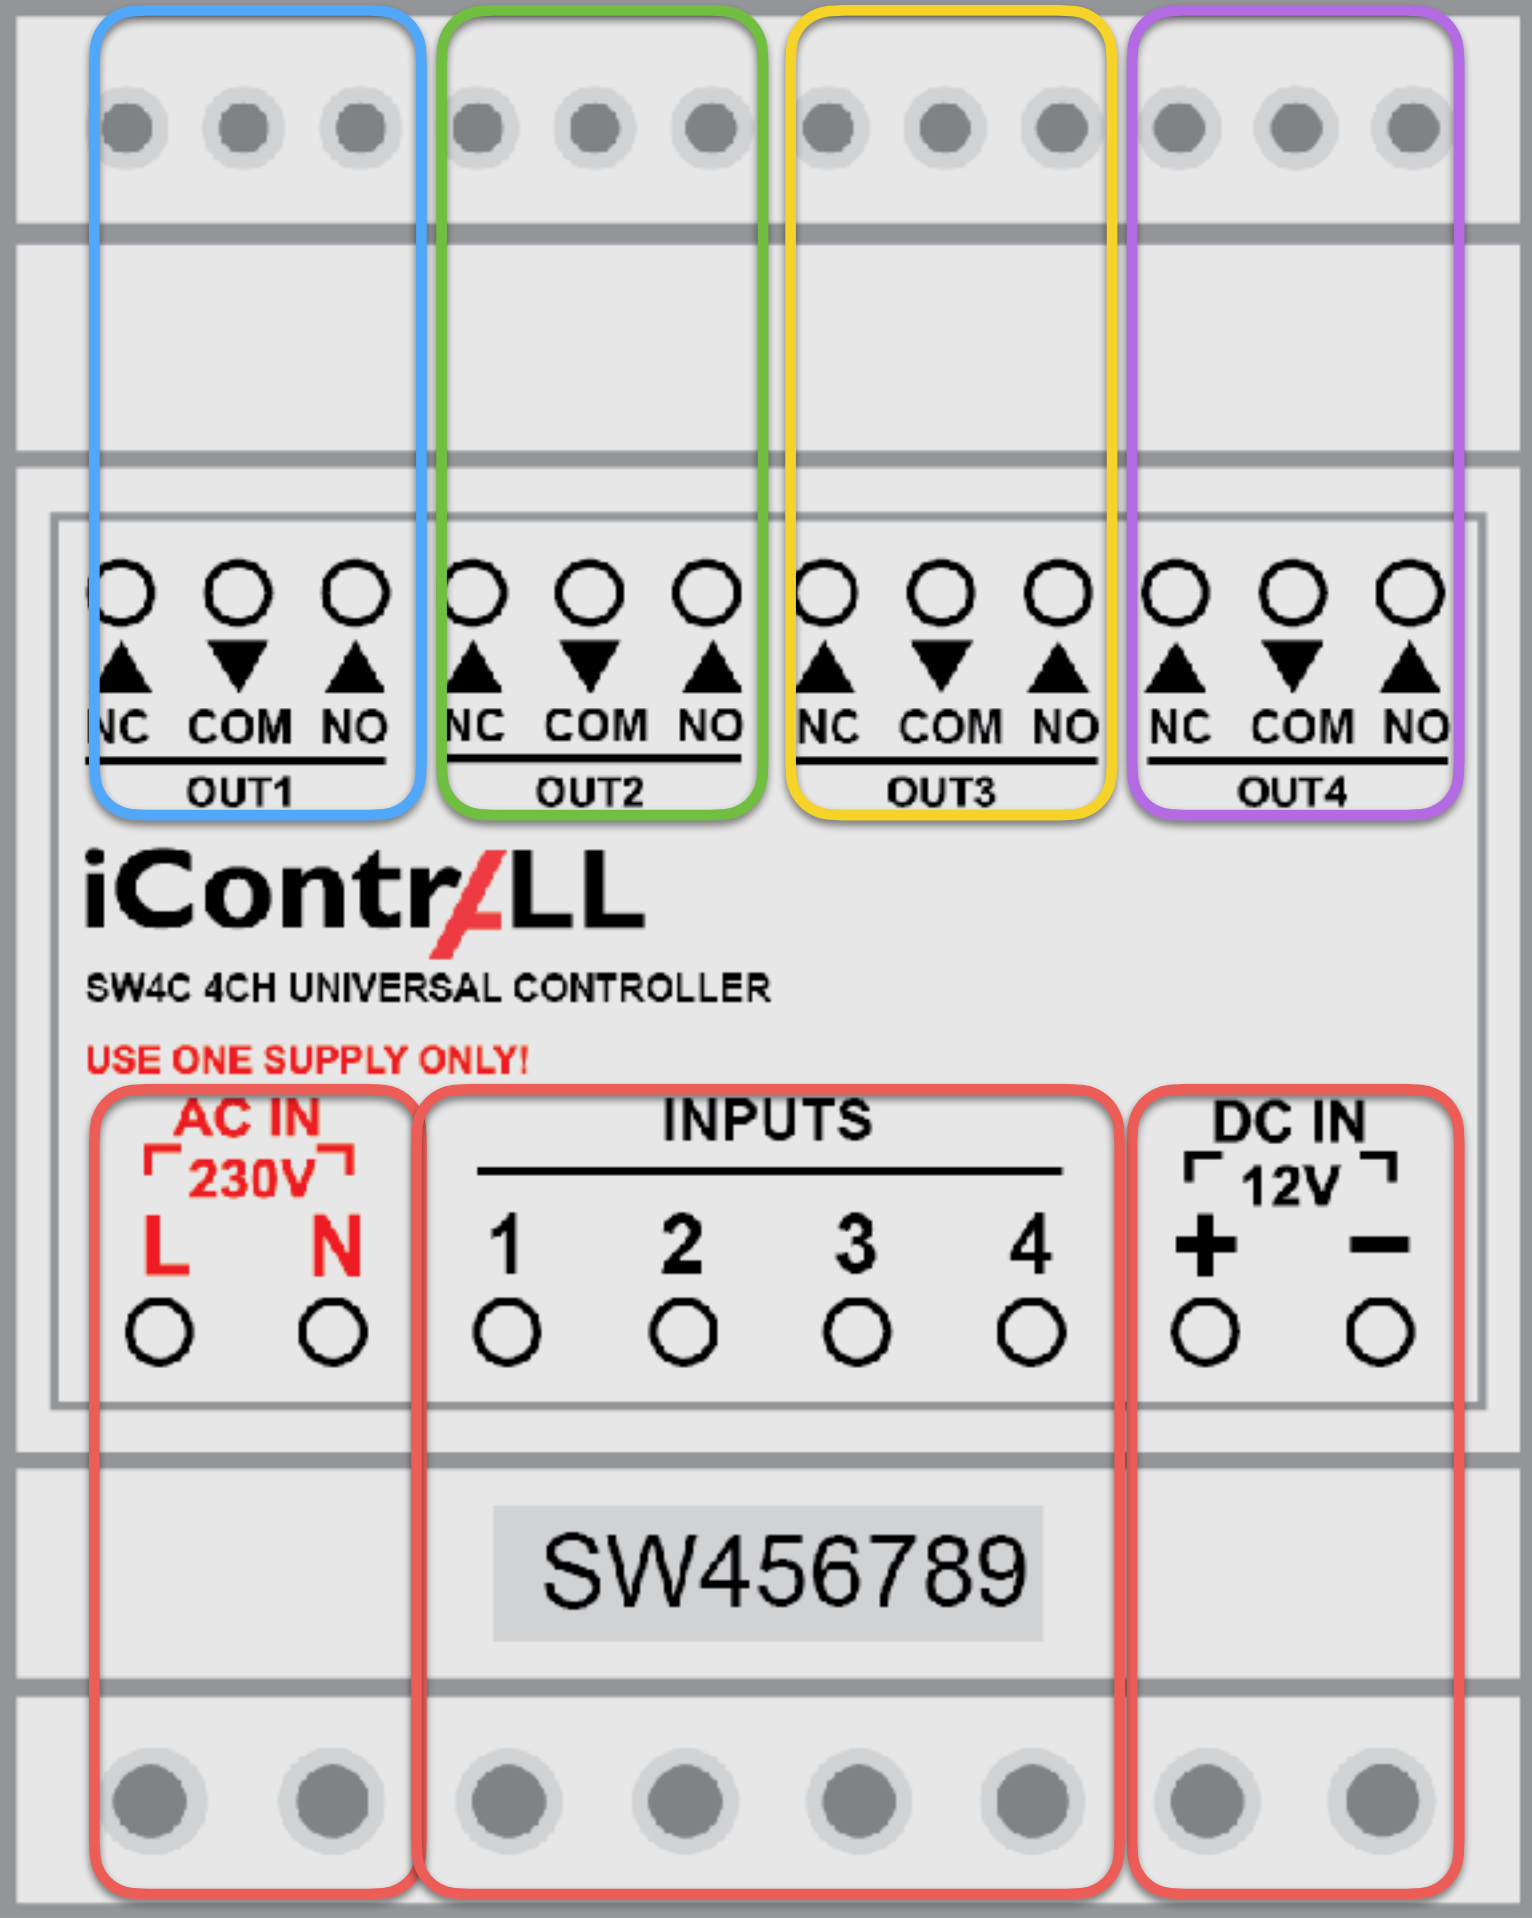 NC COM NO NC COM NO NC COM NO NC COM NO
OUT1 OUT2 OUT3 OUT4
iContrALL
SW4C 4CH UNIVERSAL CONTROLLER
USE ONE SUPPLY ONLY!
AC IN INPUTS DC IN
230V 12V
L N 1 2 3 4 + −
SW456789